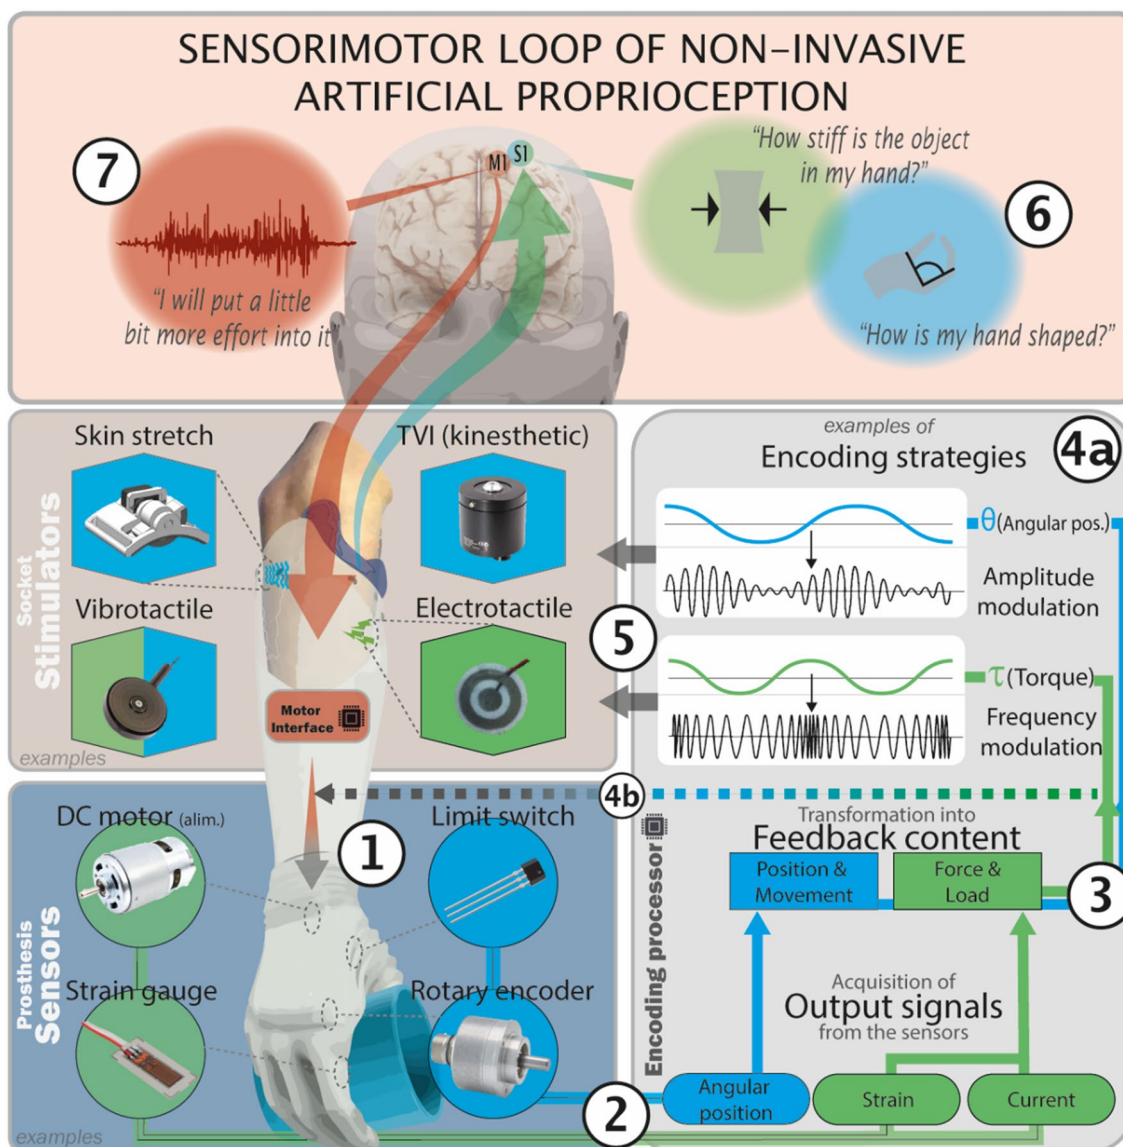 SENSORIMOTOR LOOP OF NON-INVASIVE
ARTIFICIAL PROPRIOCEPTION
7
M1
S1
"How stiff is the object
in my hand?"
6
"I will put a little
bit more effort into it"
"How is my hand shaped?"
Skin stretch
TVI (kinesthetic)
Vibrotactile
Electrotactile
Socket
Stimulators
Motor
Interface
examples
examples of
Encoding strategies
4a
θ(Angular pos.)
Amplitude
modulation
5
τ(Torque)
Frequency
modulation
4b
DC motor (alim.)
Limit switch
1
Strain gauge
Rotary encoder
Prosthesis
Sensors
examples
Transformation into
Feedback content
Position &
Movement
Force &
Load
3
Encoding processor
Acquisition of
Output signals
from the sensors
2
Angular
position
Strain
Current